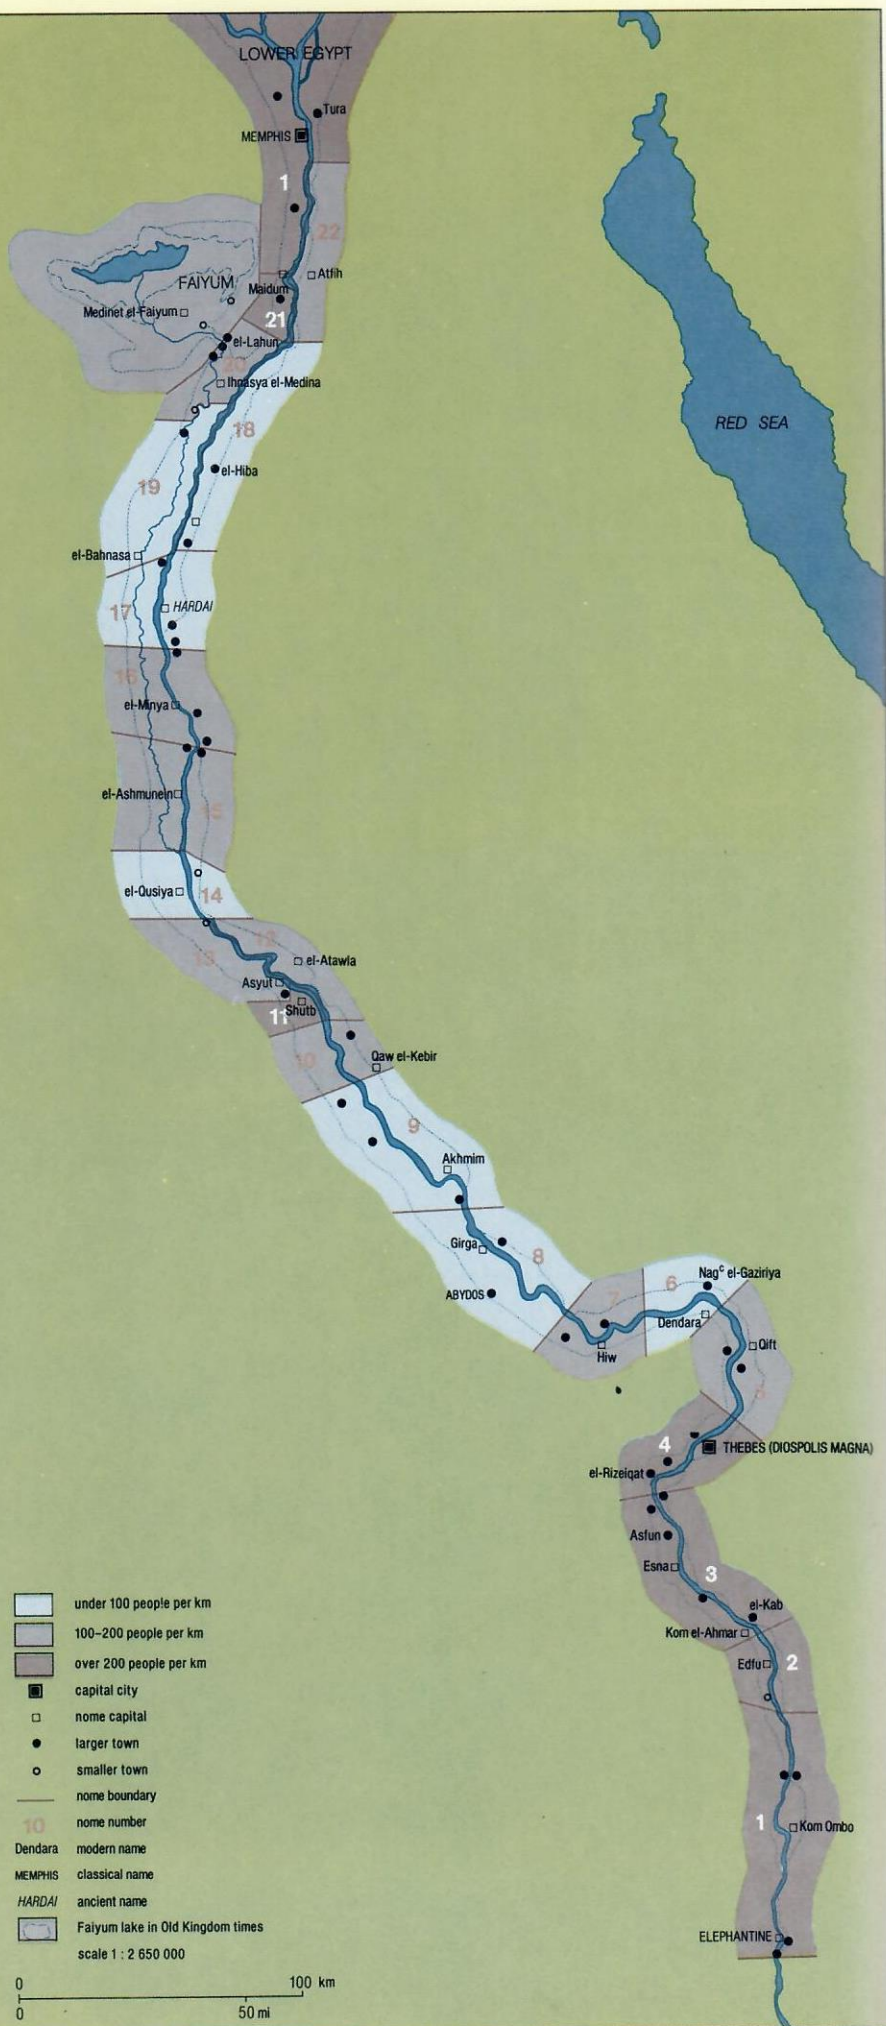 LOWER EGYPT
Tura
MEMPHIS
1
22
Atfih
FAIYUM
Maidum
Medinet el-Faiyum
21
el-Lahun
20
Ihnasya el-Medina
18
RED SEA
el-Hiba
19
el-Bahnasa
17
HARDAI
16
el-Minya
el-Ashmunein
15
el-Qusiya
14
12
13
el-Atawla
Asyut
Shutb
11
10
Qaw el-Kebir
9
Akhmim
Girga
8
ABYDOS
7
6
Nagᶜ el-Gaziriya
Dendara
Hiw
Qift
5
4
THEBES (DIOSPOLIS MAGNA)
el-Rizeiqat
Asfun
Esna
3
el-Kab
Kom el-Ahmar
Edfu
2
1
Kom Ombo
ELEPHANTINE
under 100 people per km
100-200 people per km
over 200 people per km
capital city
nome capital
larger town
smaller town
nome boundary
10 nome number
Dendara modern name
MEMPHIS classical name
HARDAI ancient name
Faiyum lake in Old Kingdom times
scale 1 : 2 650 000
0 100 km
0 50 mi